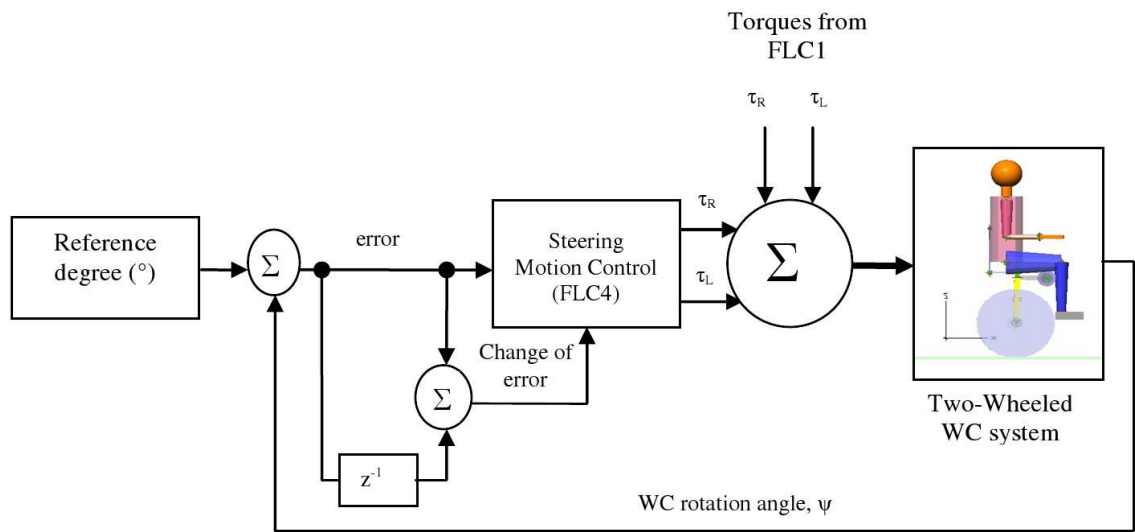 Torques from
FLC1
τR τL
Reference
degree (°)
Σ
error
Steering
Motion Control
(FLC4)
τR
τL
Σ
Change of
error
Σ
z-1
z
x
Two-Wheeled
WC system
WC rotation angle, ψ